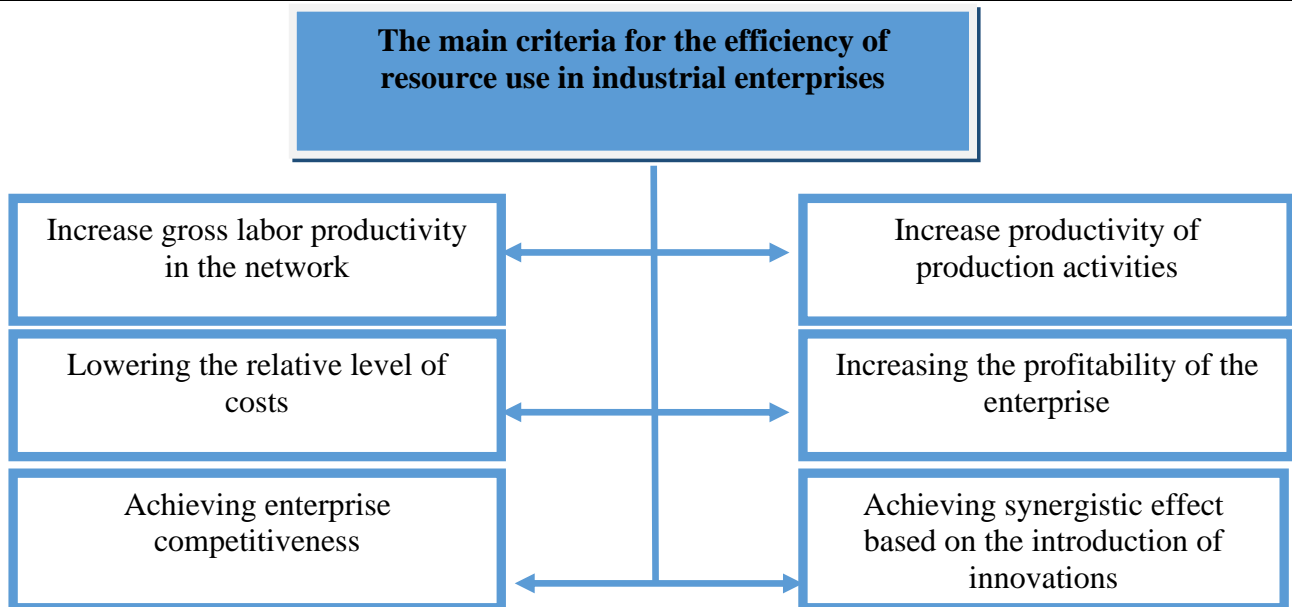 The main criteria for the efficiency of
resource use in industrial enterprises
Increase gross labor productivity
in the network
Increase productivity of
production activities
Lowering the relative level of
costs
Increasing the profitability of the
enterprise
Achieving enterprise
competitiveness
Achieving synergistic effect
based on the introduction of
innovations